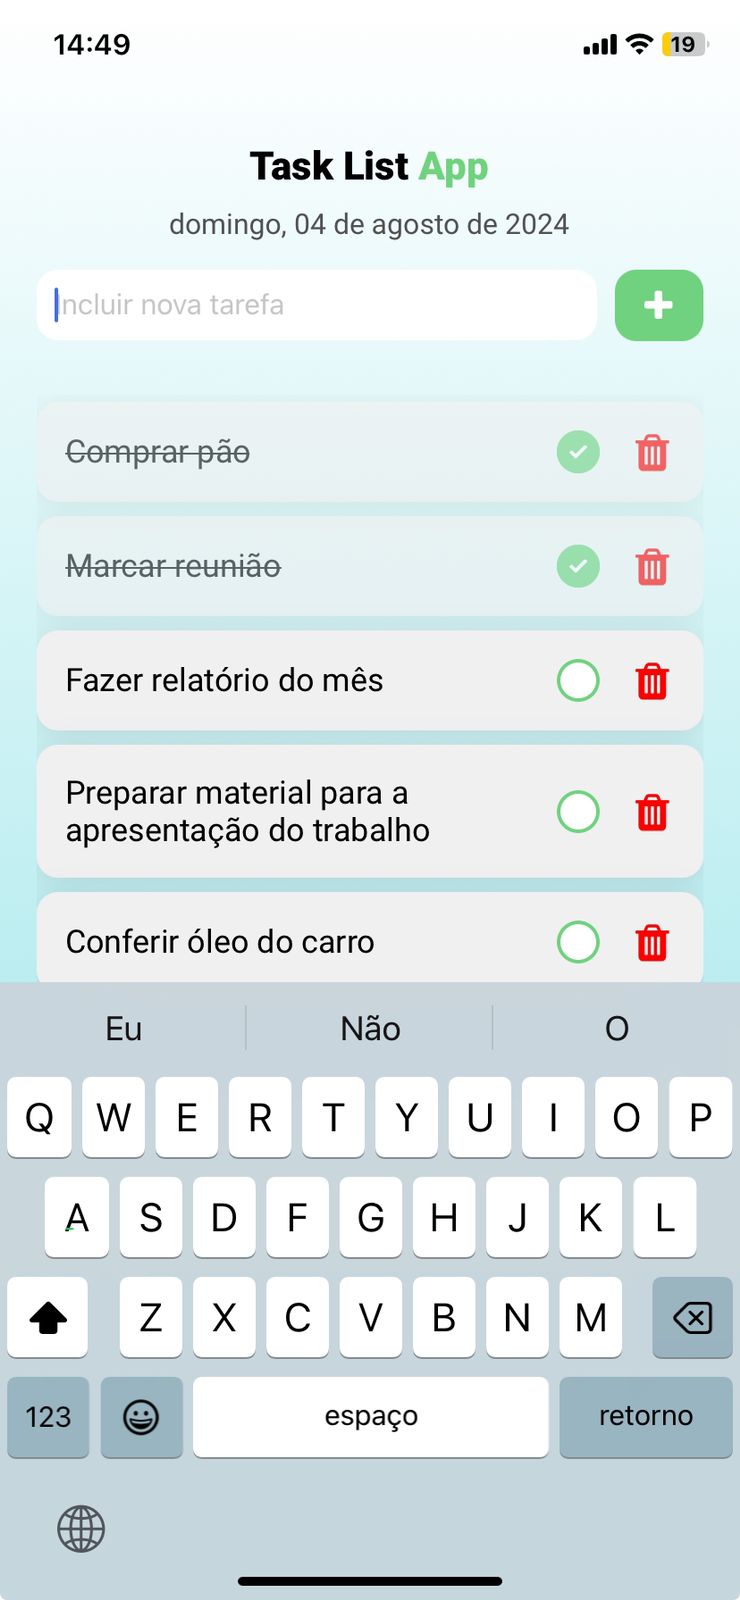 14:49
19
Task List App
domingo, 04 de agosto de 2024
Incluir nova tarefa
Comprar pão
Marcar reunião
Fazer relatório do mês
Preparar material para a
apresentação do trabalho
Conferir óleo do carro
Eu Não O
Q W E R T Y U I O P
A S D F G H J K L
Z X C V B N M
123 espaço retorno